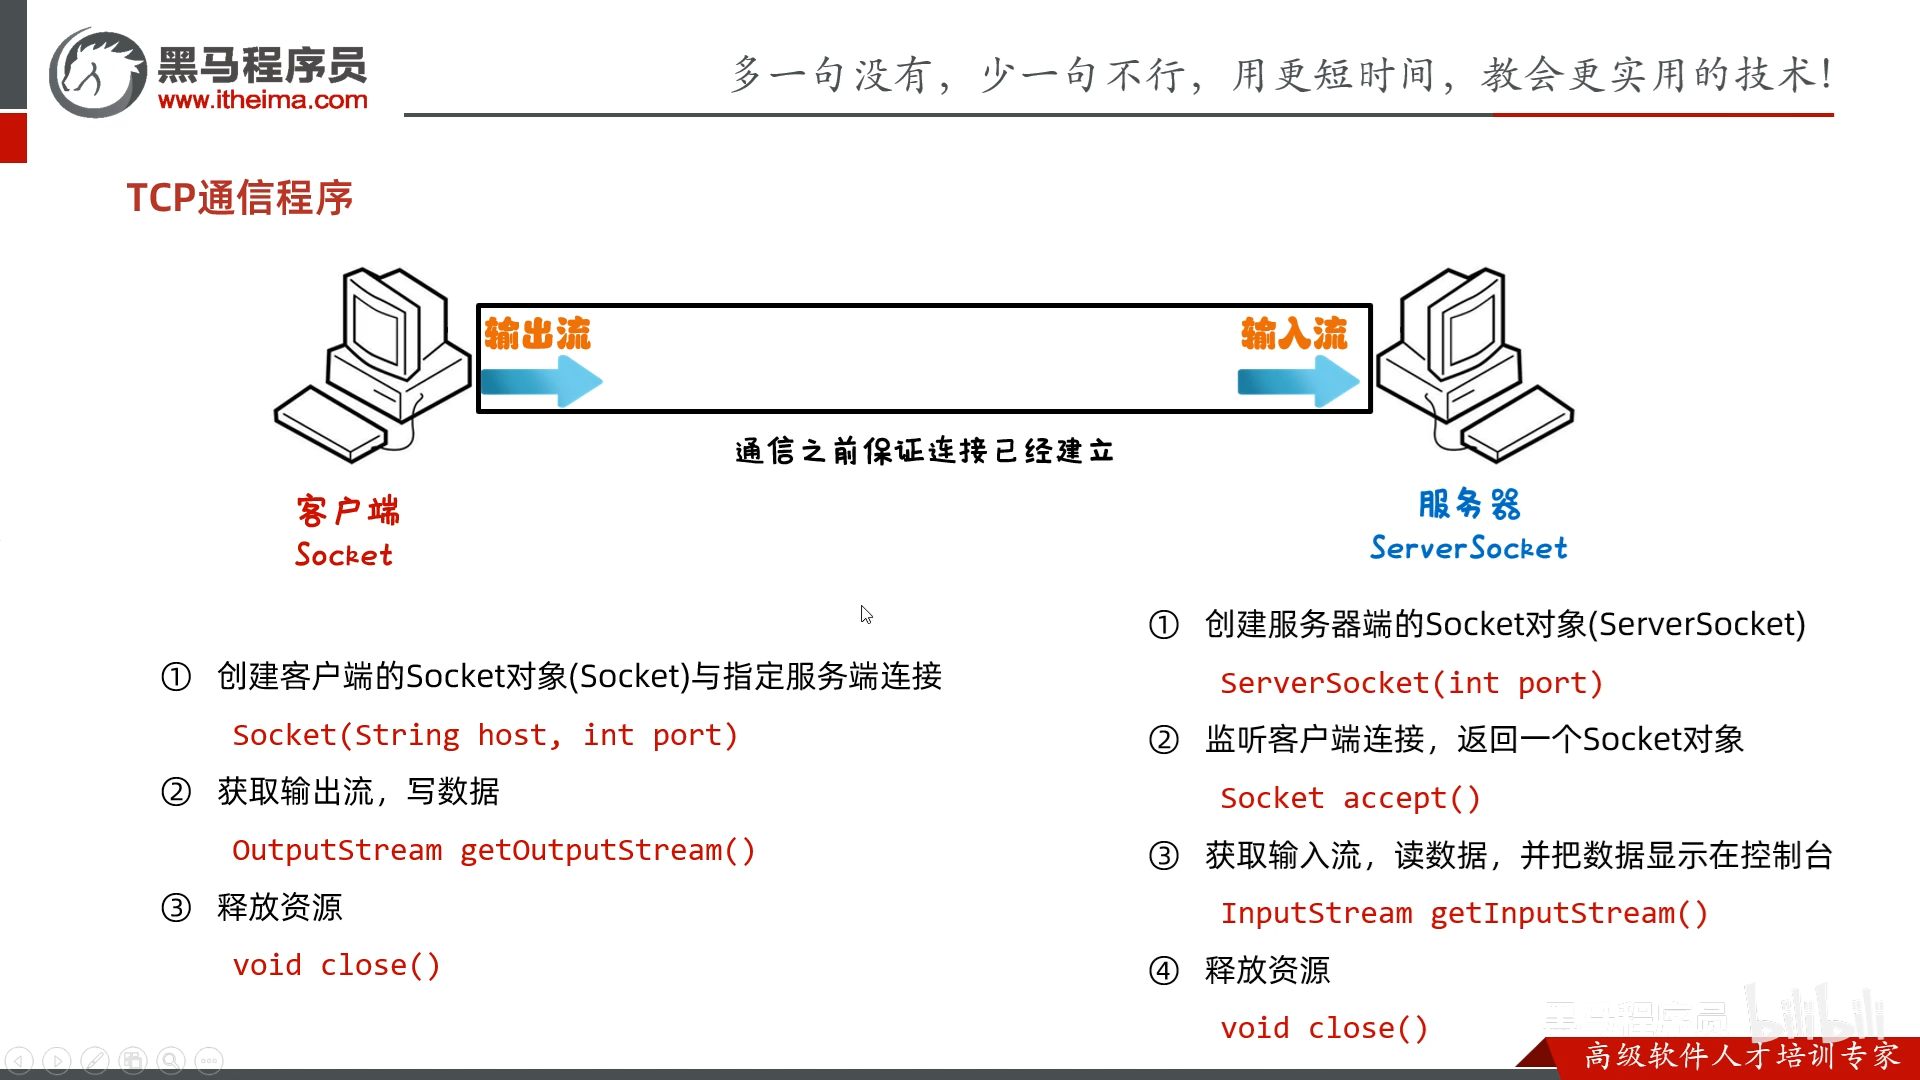 黑马程序员
www.itheima.com
多一句没有，少一句不行，用更短时间，教会更实用的技术！
TCP通信程序
输出流
输入流
通信之前保证连接已经建立
客户端
Socket
服务器
ServerSocket
① 创建客户端的Socket对象(Socket)与指定服务端连接
Socket(String host, int port)
② 获取输出流，写数据
OutputStream getOutputStream()
③ 释放资源
void close()
① 创建服务器端的Socket对象(ServerSocket)
ServerSocket(int port)
② 监听客户端连接，返回一个Socket对象
Socket accept()
③ 获取输入流，读数据，并把数据显示在控制台
InputStream getInputStream()
④ 释放资源
void close()
黑马程序员 bilibili
高级软件人才培训专家